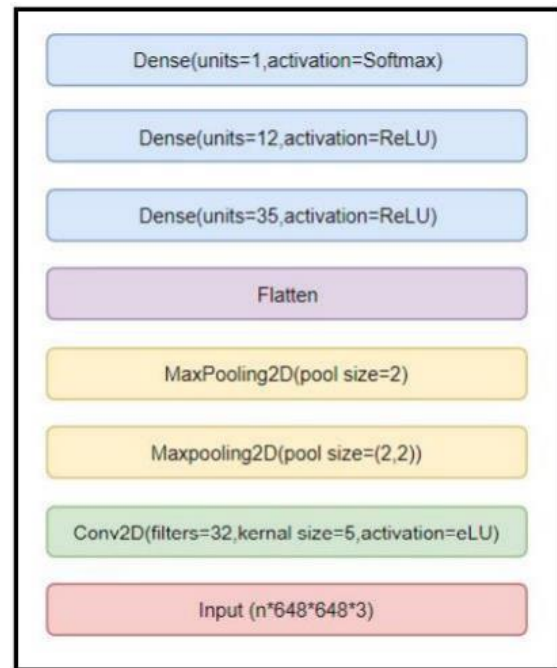 Dense(units=1,activation=Softmax)
Dense(units=12,activation=ReLU)
Dense(units=35,activation=ReLU)
Flatten
MaxPooling2D(pool size=2)
Maxpooling2D(pool size=(2,2))
Conv2D(filters=32,kernal size=5,activation=eLU)
Input (n*648*648*3)